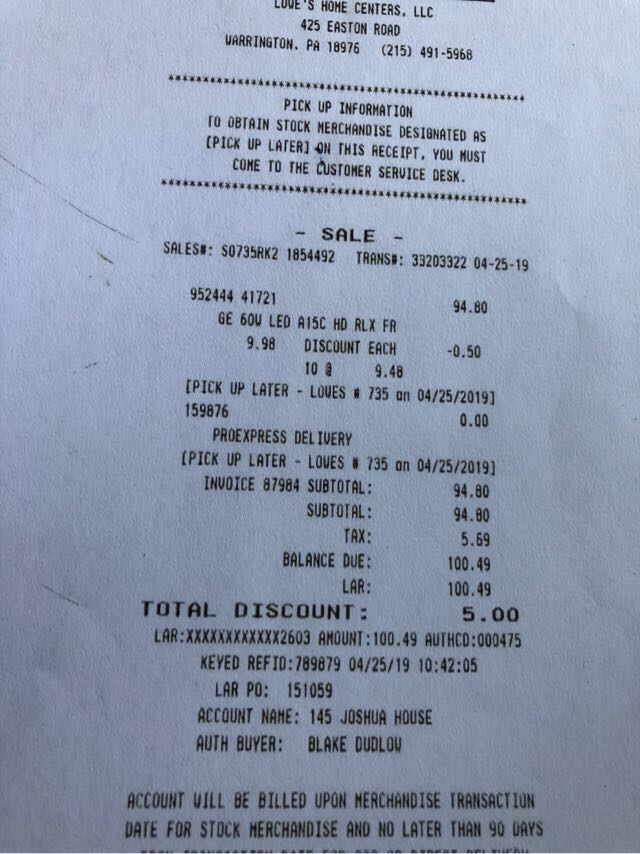 LOWE'S HOME CENTERS, LLC
425 EASTON ROAD
WARRINGTON, PA 18976 (215) 491-5968
******************************************************
PICK UP INFORMATION
TO OBTAIN STOCK MERCHANDISE DESIGNATED AS
[PICK UP LATER] ON THIS RECEIPT, YOU MUST
COME TO THE CUSTOMER SERVICE DESK.
******************************************************
- SALE -
SALES#: S0735RK2 1854492 TRANS#: 33203322 04-25-19
952444 41721 94.80
GE 60W LED A15C HD RLX FR
9.98 DISCOUNT EACH -0.50
10 @ 9.48
[PICK UP LATER - LOWES # 735 on 04/25/2019]
159876 0.00
PROEXPRESS DELIVERY
[PICK UP LATER - LOWES # 735 on 04/25/2019]
INVOICE 87984 SUBTOTAL: 94.80
SUBTOTAL: 94.80
TAX: 5.69
BALANCE DUE: 100.49
LAR: 100.49
TOTAL DISCOUNT: 5.00
LAR:XXXXXXXXXXXX2603 AMOUNT:100.49 AUTHCD:000475
KEYED REFID:789879 04/25/19 10:42:05
LAR PO: 151059
ACCOUNT NAME: 145 JOSHUA HOUSE
AUTH BUYER: BLAKE DUDLOW
ACCOUNT WILL BE BILLED UPON MERCHANDISE TRANSACTION
DATE FOR STOCK MERCHANDISE AND NO LATER THAN 90 DAYS